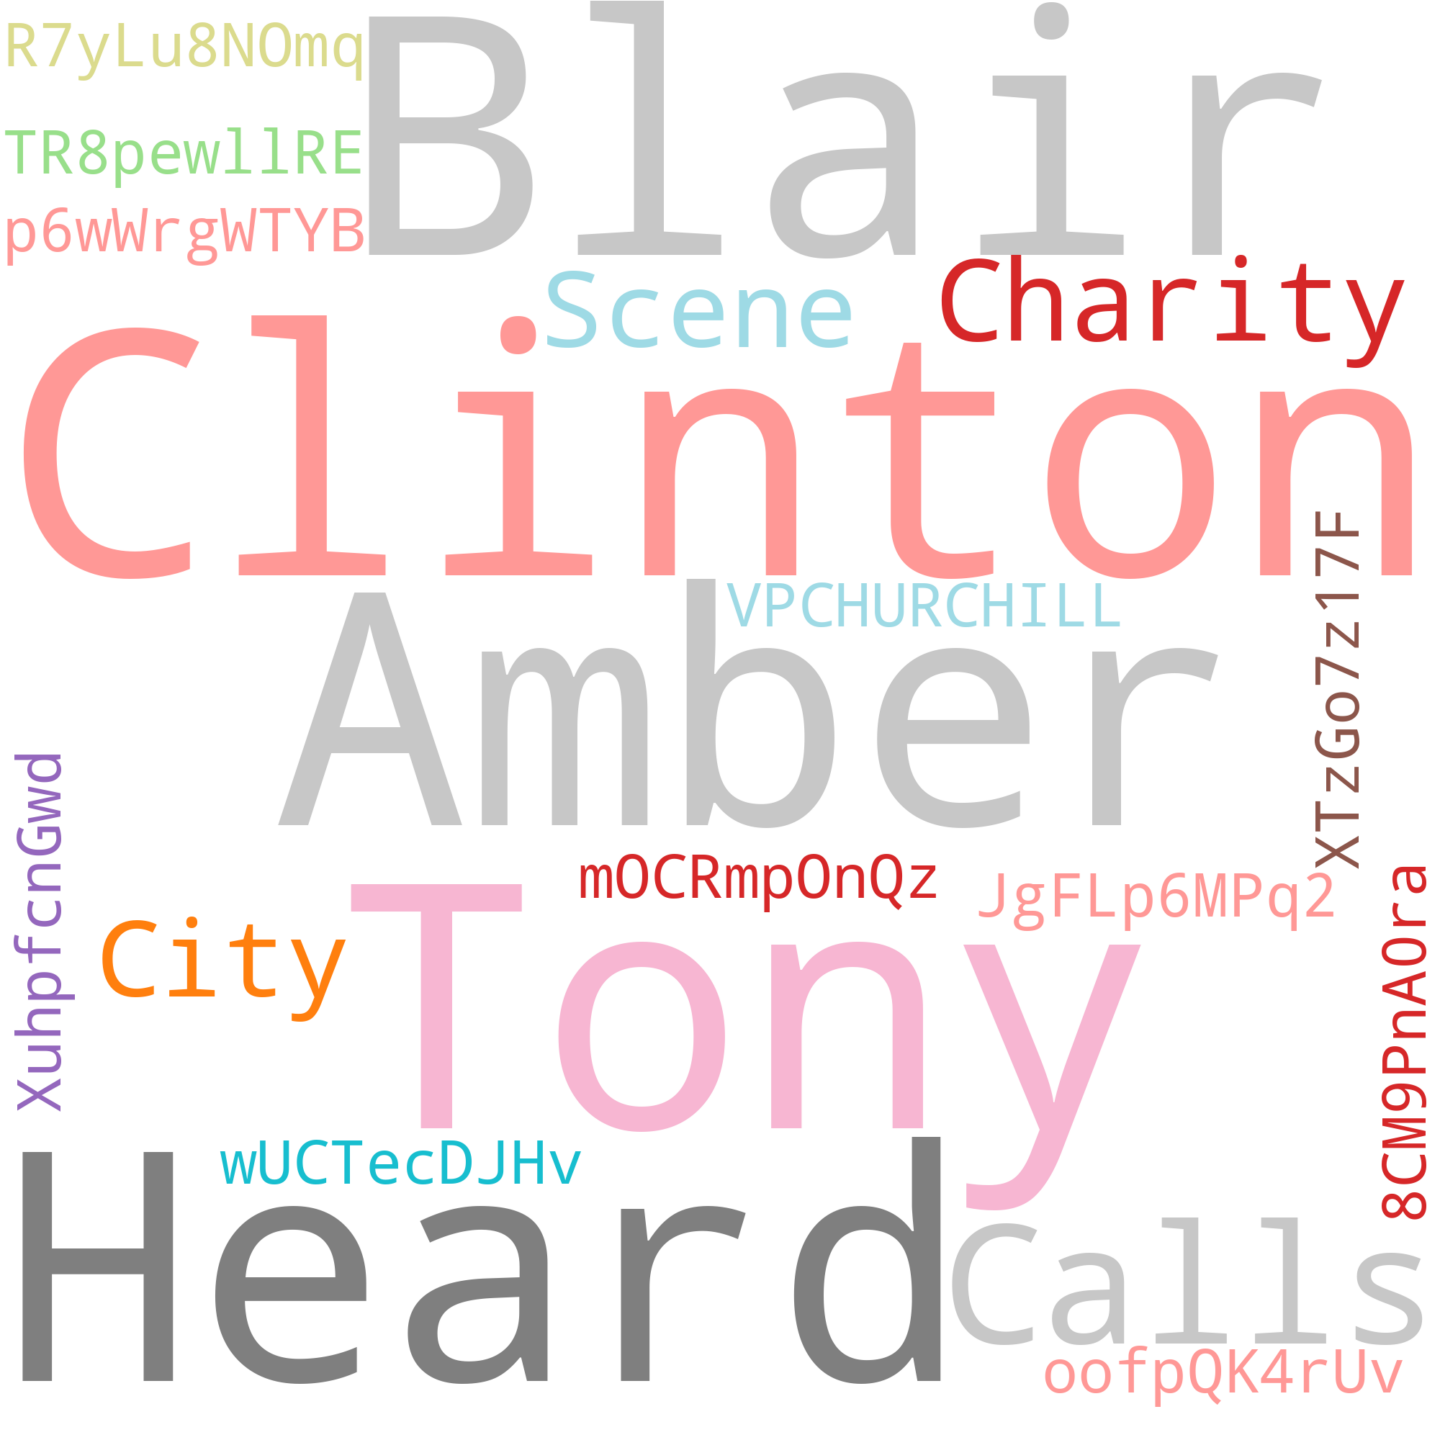 R7yLu8NOmq
Blair
TR8pewllRE
p6wWrgWTYB
Scene
Charity
Clinton
XTzGo7z17F
VPCHURCHILL
Amber
XuhpfcnGwd
mOCRmpOnQz
JgFLp6MPq2
8CM9PnAOra
City
Tony
wUCTecDJHv
Heard
Calls
oofpQK4rUv